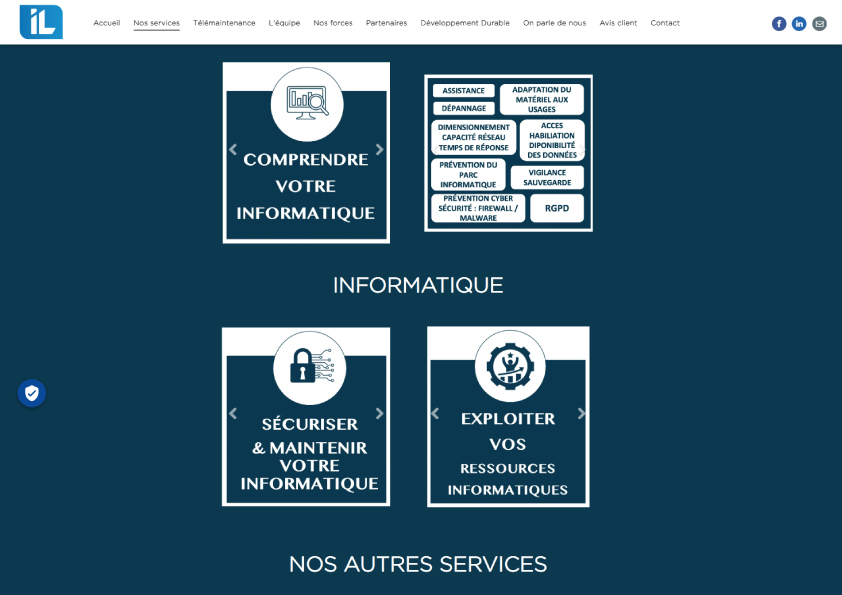 iL
Accueil
Nos services
Télémaintenance
L'équipe
Nos forces
Partenaires
Développement Durable
On parle de nous
Avis client
Contact
COMPRENDRE
VOTRE
INFORMATIQUE
ASSISTANCE
ADAPTATION DU
MATÉRIEL AUX
USAGES
DÉPANNAGE
DIMENSIONNEMENT
CAPACITÉ RÉSEAU
TEMPS DE RÉPONSE
ACCES
HABILIATION
DIPONIBILITÉ
DES DONNÉES
PRÉVENTION DU
PARC
INFORMATIQUE
VIGILANCE
SAUVEGARDE
PRÉVENTION CYBER
SÉCURITÉ : FIREWALL /
MALWARE
RGPD
INFORMATIQUE
SÉCURISER
& MAINTENIR
VOTRE
INFORMATIQUE
EXPLOITER
VOS
RESSOURCES
INFORMATIQUES
NOS AUTRES SERVICES